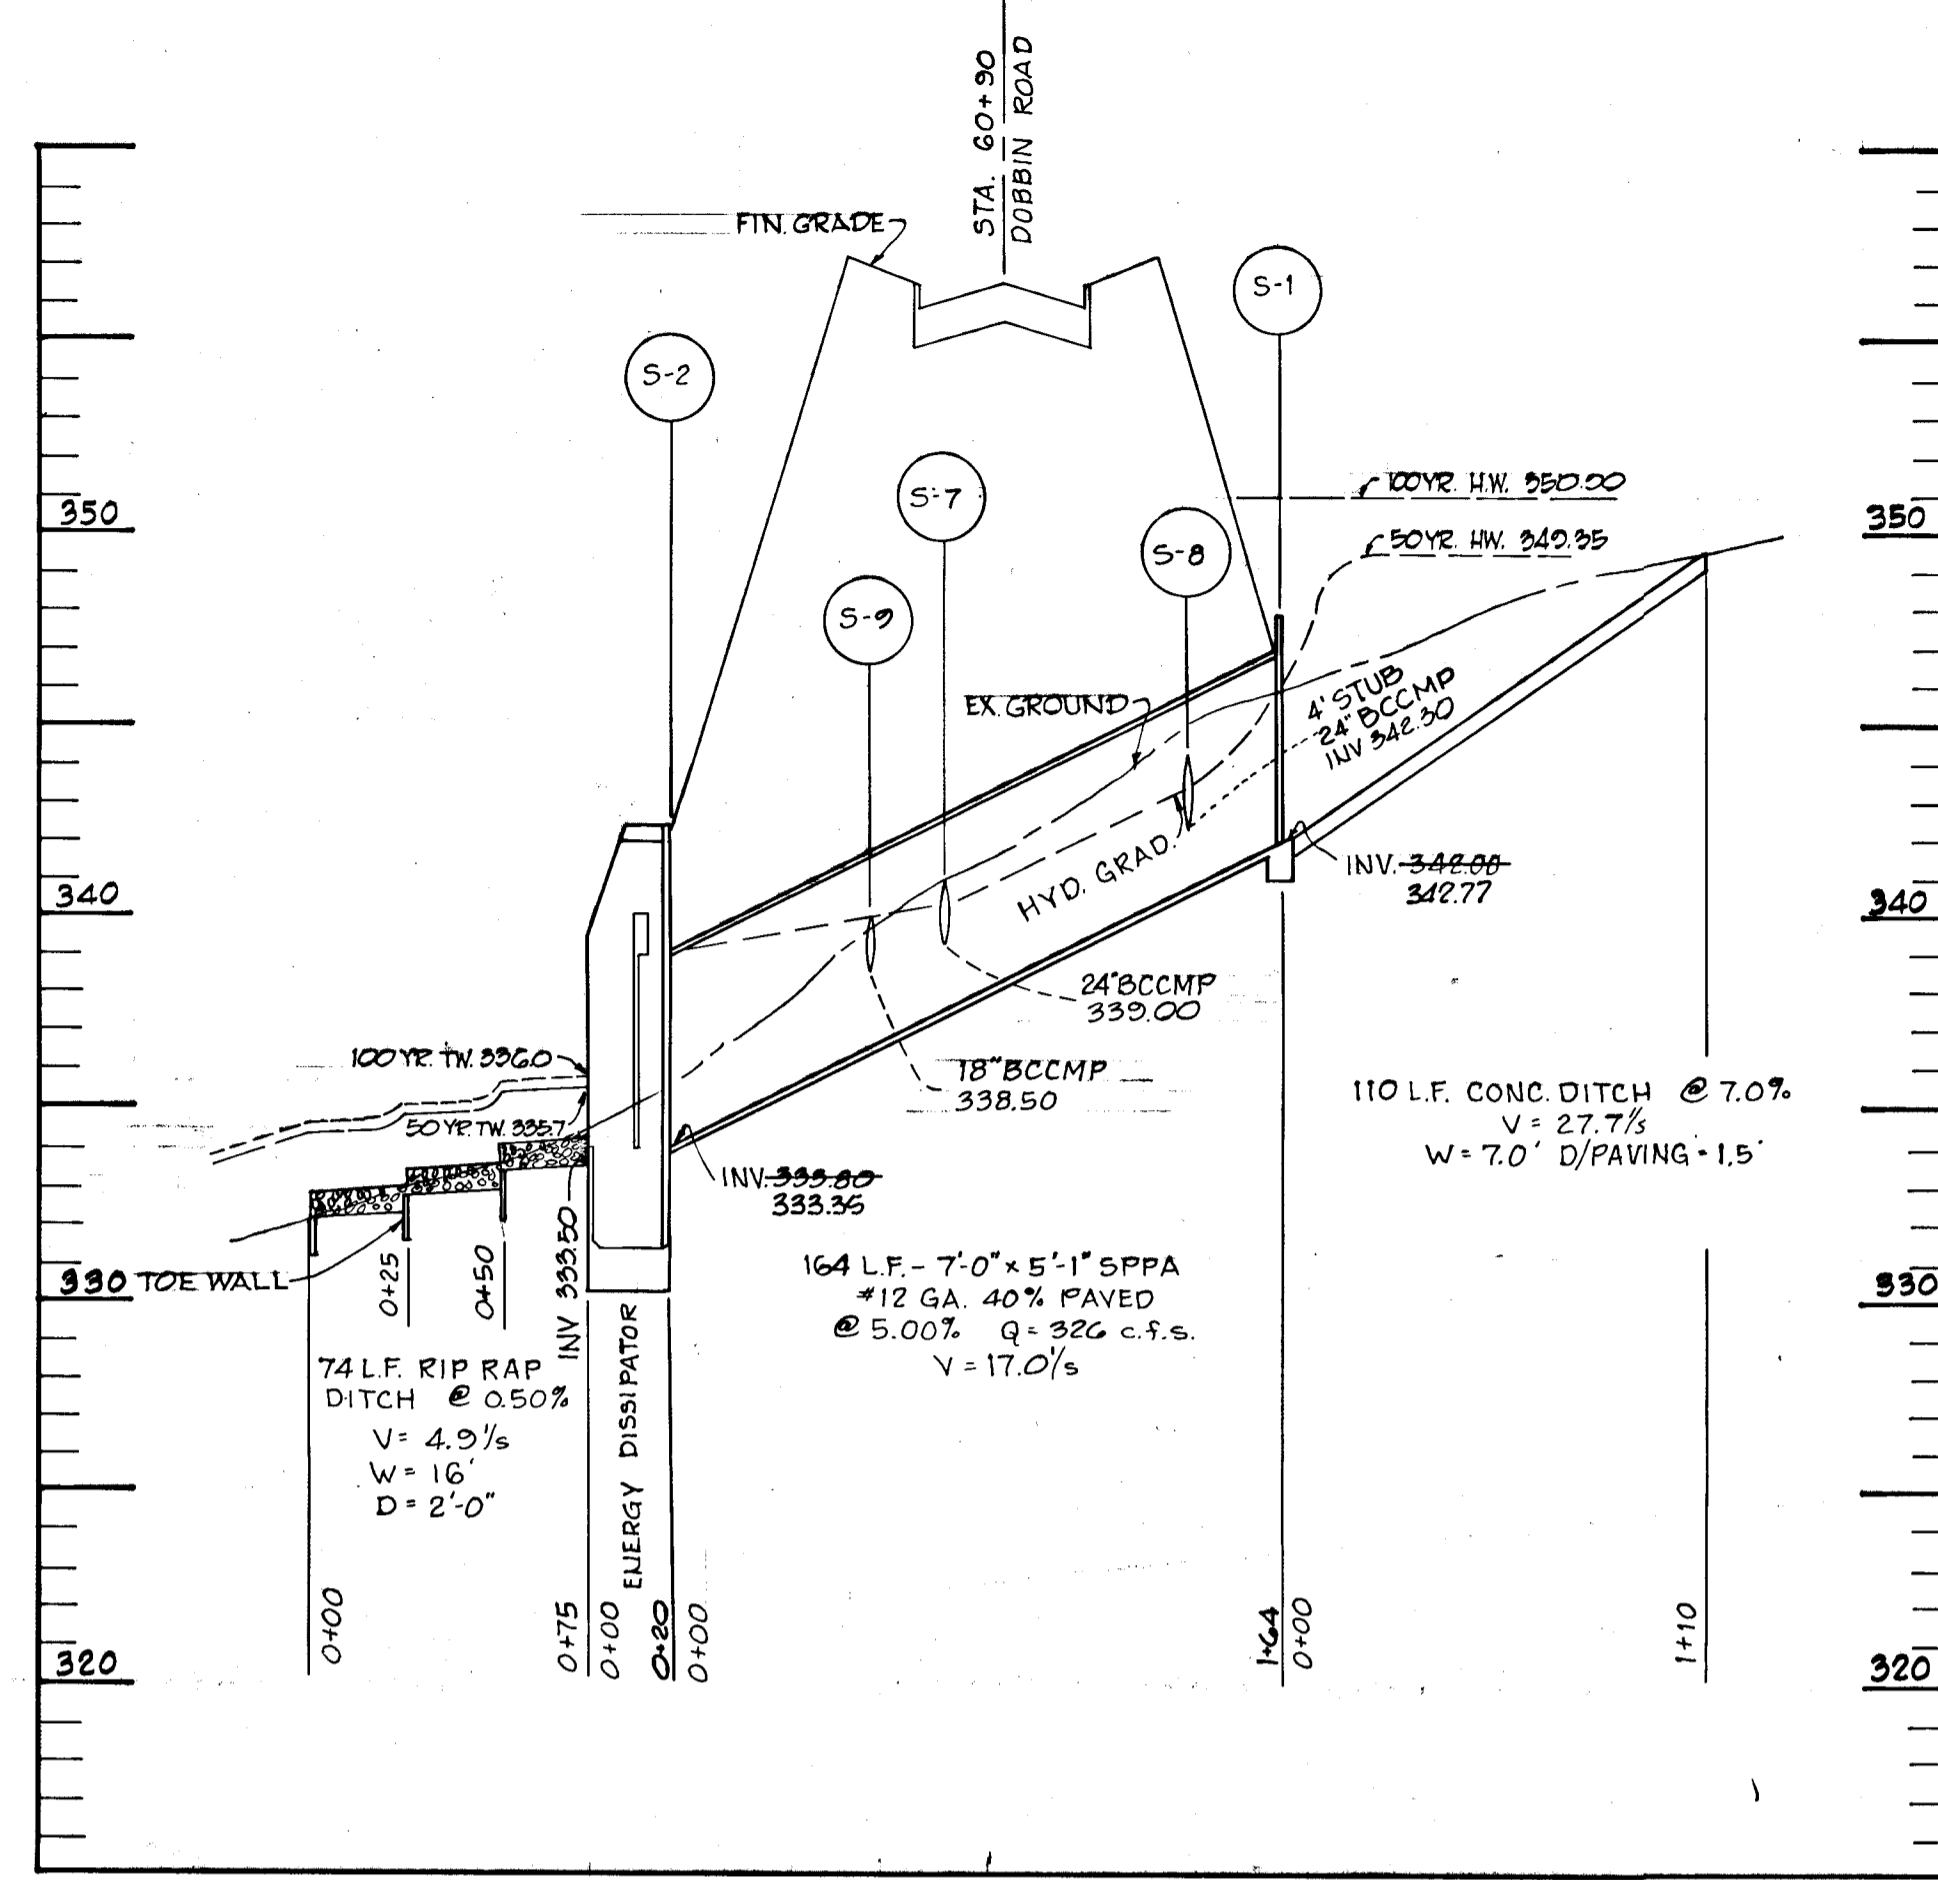 STA. 60+90
DOBBIN ROAD
FIN. GRADE
S-1
S-2
S-7
S-8
S-9
100 YR. H.W. 350.90
50 YR. HW. 349.35
350
350
EX. GROUND
4' STUB
24" BCCMP
INV 342.30
HYD. GRAD.
INV. 342.00
342.77
340
340
24" BCCMP
339.00
18" BCCMP
338.50
100 YR. TW. 336.0
50 YR. TW. 335.7
110 L.F. CONC. DITCH @ 7.0%
V = 27.7'/s
W = 7.0' D/PAVING = 1.5'
INV. 333.80
333.35
INV 333.50
330
TOE WALL
330
0+25
0+50
164 L.F. - 7'-0" x 5'-1" SPPA
#12 GA. 40% PAVED
@ 5.00% Q = 326 c.f.s.
V = 17.0'/s
74 L.F. RIP RAP
DITCH @ 0.50%
V = 4.9'/s
W = 16'
D = 2'-0"
ENERGY DISSIPATOR
0+00
0+75
0+00
0+20
0+00
1+64
0+00
1+10
320
320